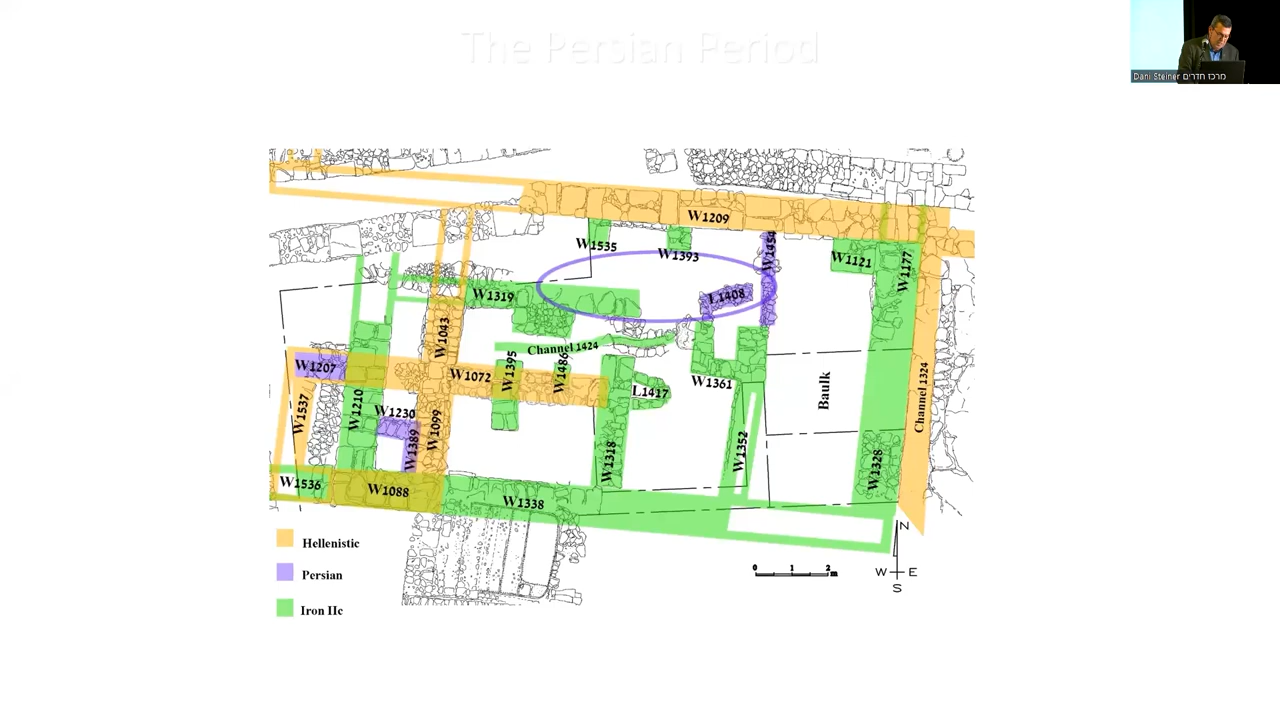 The Persian Period
Dani Steiner מרכז חדרים
W1209
W1535
W1393
W1454
W1121
W1177
W1319
L1408
W1043
Channel 1424
W1395
W1486
W1361
W1207
W1072
L1417
Baulk
Channel 1324
W1537
W1210
W1230
W1389
W1099
W1318
W1352
W1328
W1536
W1088
W1338
Hellenistic
Persian
Iron IIc
0 1 2 m
N
W E
S